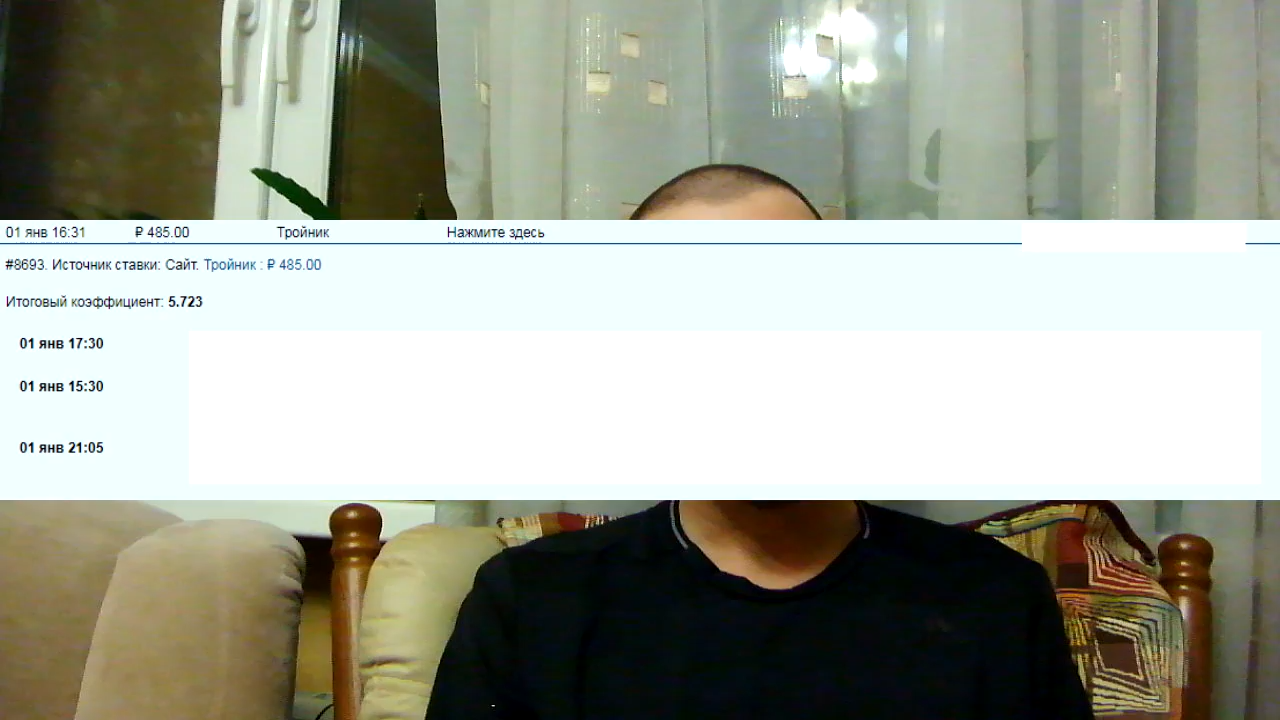 01 янв 16:31 ₽ 485.00 Тройник Нажмите здесь
#8693. Источник ставки: Сайт. Тройник : ₽ 485.00
Итоговый коэффициент: 5.723
01 янв 17:30
01 янв 15:30
01 янв 21:05